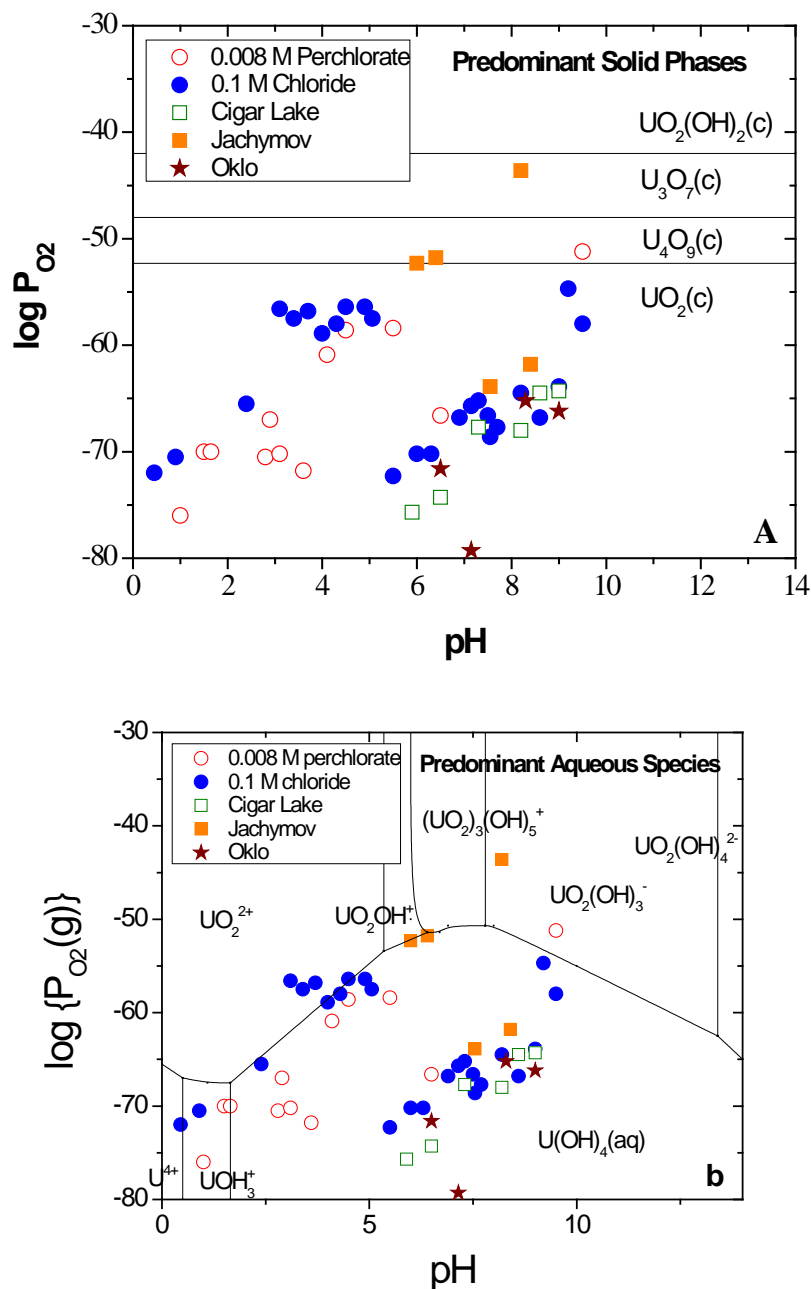 -30
-40
-50
-60
-70
-80
log P_O2
0.008 M Perchlorate
0.1 M Chloride
Cigar Lake
Jachymov
Oklo
Predominant Solid Phases
UO₂(OH)₂(c)
U₃O₇(c)
U₄O₉(c)
UO₂(c)
A
0 2 4 6 8 10 12 14
pH
-30
-40
-50
-60
-70
-80
log {P_O2(g)}
0.008 M perchlorate
0.1 M chloride
Cigar Lake
Jachymov
Oklo
Predominant Aqueous Species
(UO₂)₃(OH)₅⁺
UO₂(OH)₄²⁻
UO₂(OH)₃⁻
UO₂²⁺
UO₂OH⁺
U(OH)₄(aq)
U⁴⁺
UOH₃⁺
b
0 5 10
pH